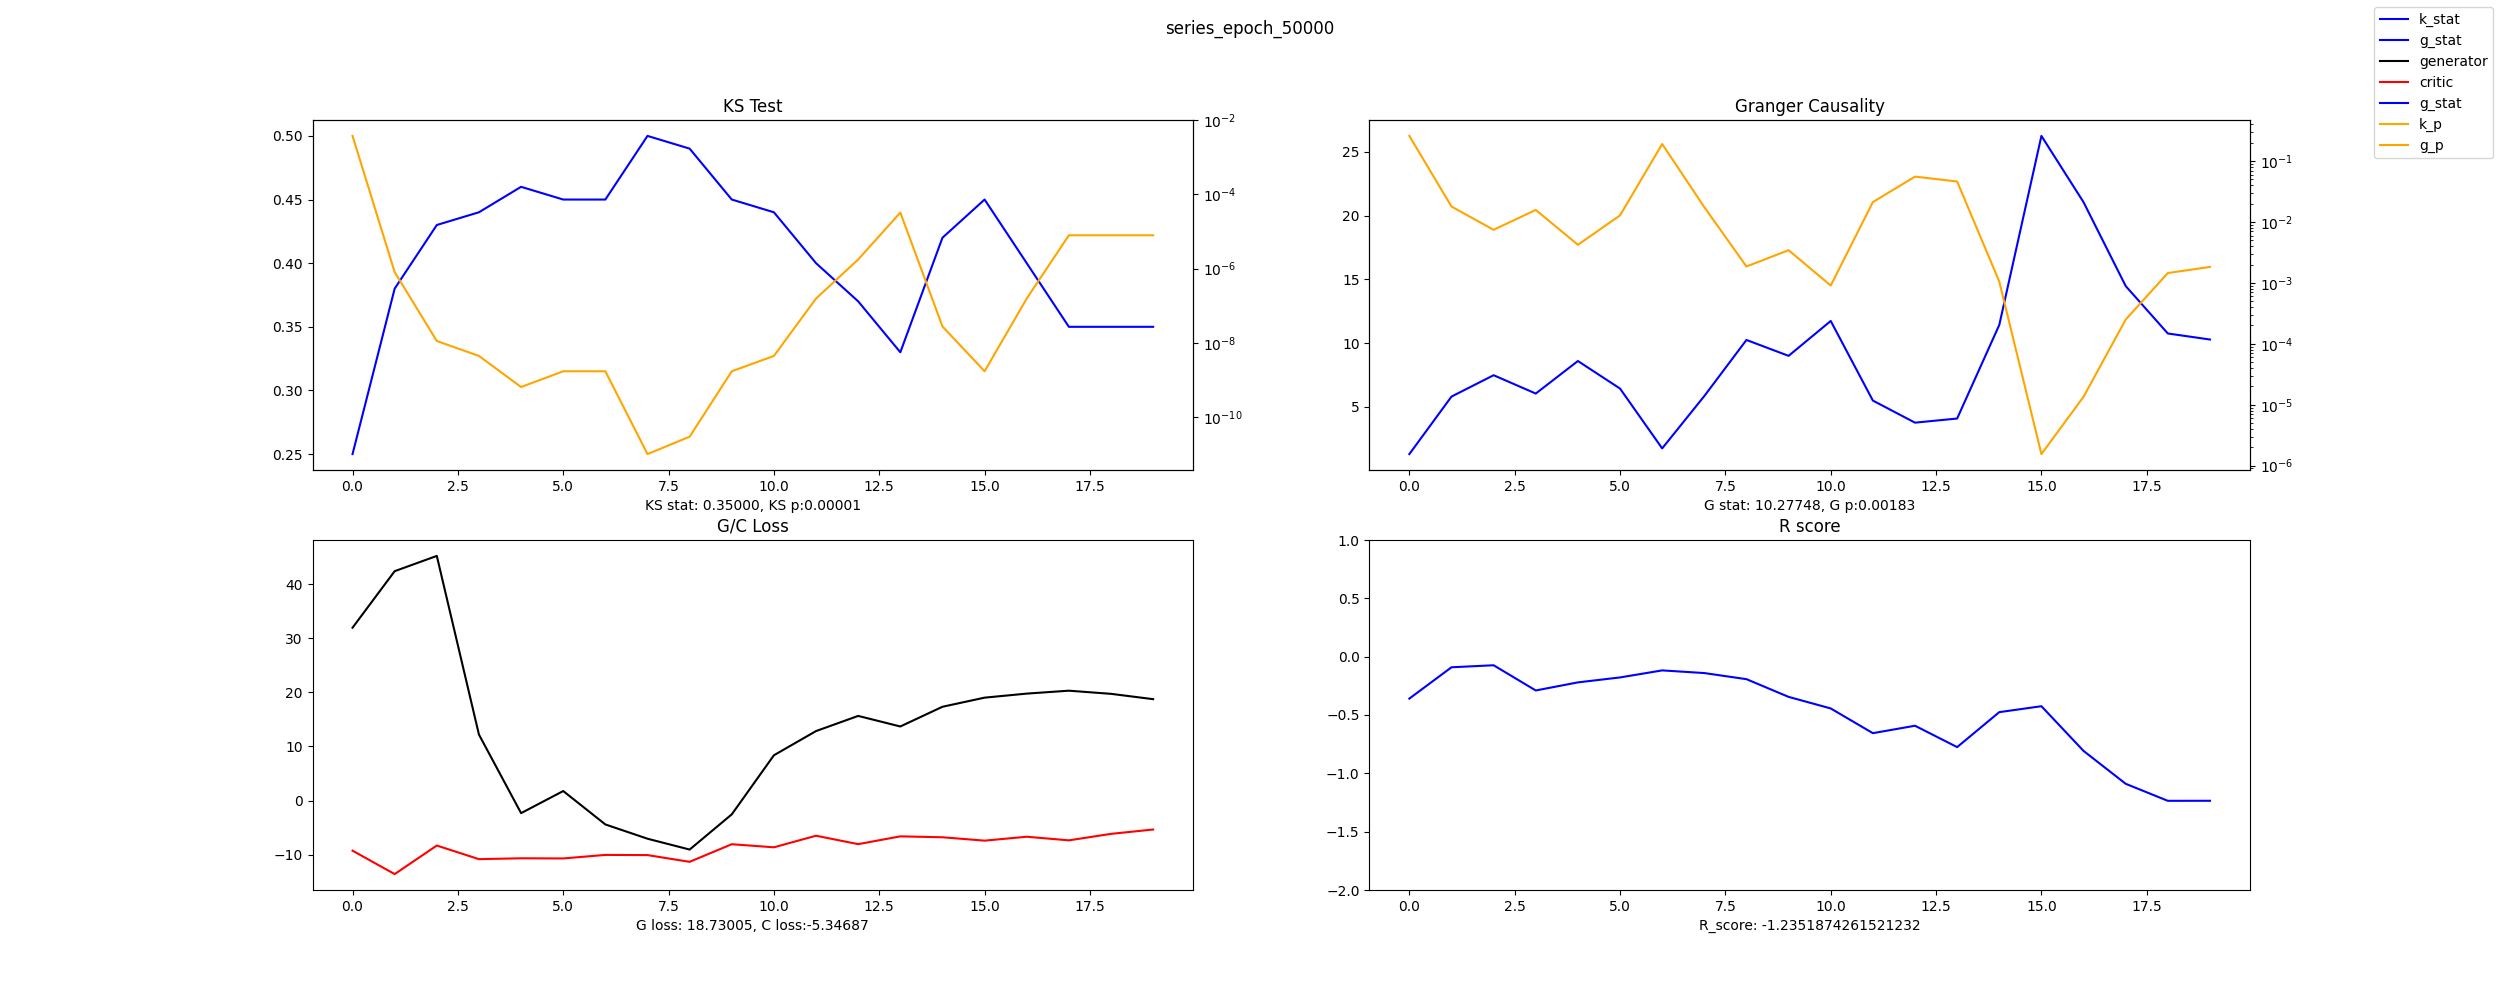 series_epoch_50000
k_stat
g_stat
generator
critic
g_stat
k_p
g_p
KS Test
0.50
0.45
0.40
0.35
0.30
0.25
10^-2
10^-4
10^-6
10^-8
10^-10
0.0 2.5 5.0 7.5 10.0 12.5 15.0 17.5
KS stat: 0.35000, KS p:0.00001
Granger Causality
25
20
15
10
5
10^-1
10^-2
10^-3
10^-4
10^-5
10^-6
0.0 2.5 5.0 7.5 10.0 12.5 15.0 17.5
G stat: 10.27748, G p:0.00183
G/C Loss
40
30
20
10
0
−10
0.0 2.5 5.0 7.5 10.0 12.5 15.0 17.5
G loss: 18.73005, C loss:-5.34687
R score
1.0
0.5
0.0
−0.5
−1.0
−1.5
−2.0
0.0 2.5 5.0 7.5 10.0 12.5 15.0 17.5
R_score: -1.2351874261521232